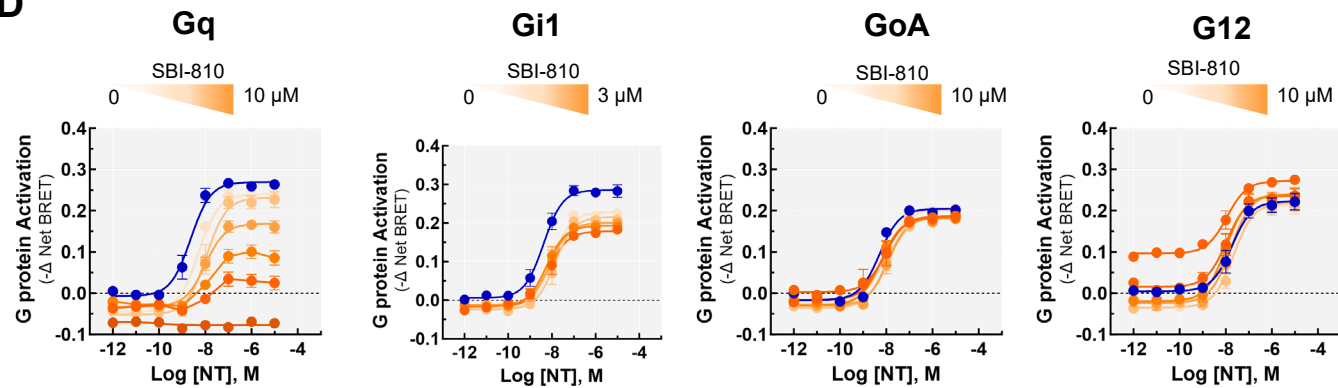 D
Gq
SBI-810
0
10 µM
G protein Activation
(-Δ Net BRET)
0.4
0.3
0.2
0.1
0.0
-0.1
-12
-10
-8
-6
-4
Log [NT], M
Gi1
SBI-810
0
3 µM
G protein Activation
(-Δ Net BRET)
0.4
0.3
0.2
0.1
0.0
-0.1
-12
-10
-8
-6
-4
Log [NT], M
GoA
SBI-810
0
10 µM
G protein Activation
(-Δ Net BRET)
0.4
0.3
0.2
0.1
0.0
-0.1
-12
-10
-8
-6
-4
Log [NT], M
G12
SBI-810
0
10 µM
G protein Activation
(-Δ Net BRET)
0.4
0.3
0.2
0.1
0.0
-0.1
-12
-10
-8
-6
-4
Log [NT], M